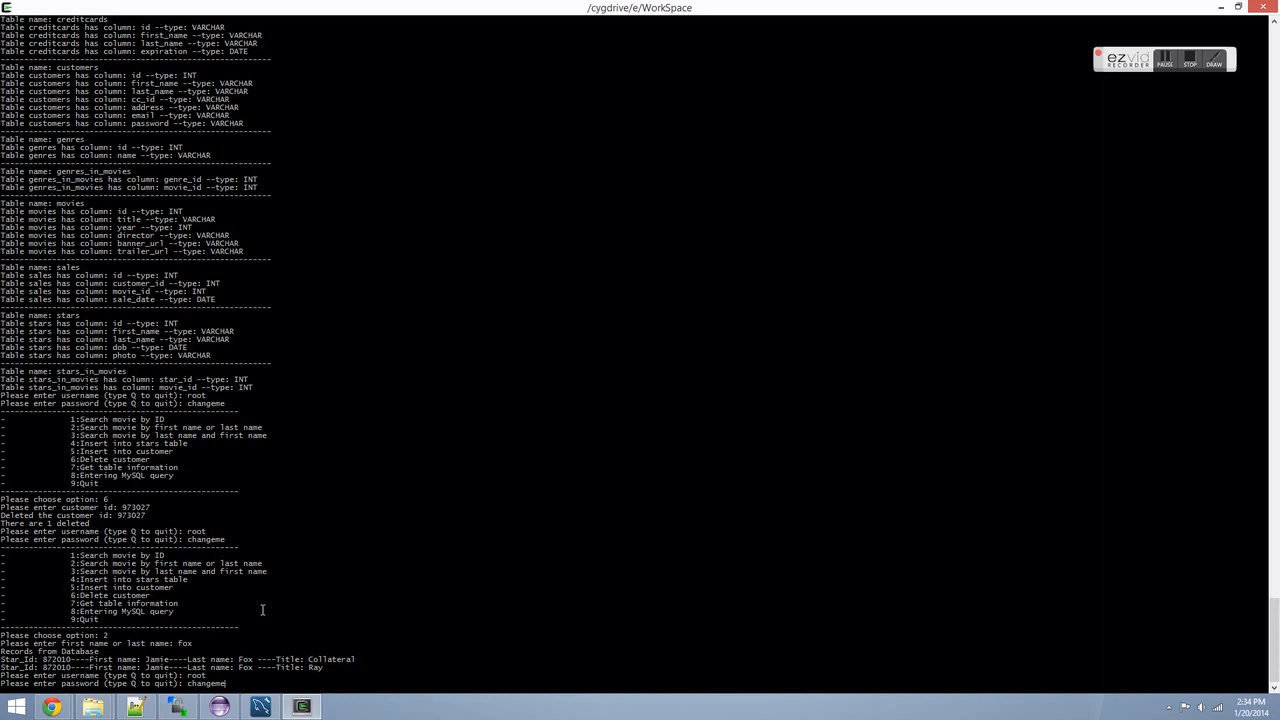 /cygdrive/e/WorkSpace
Table name: creditcards
Table creditcards has column: id --type: VARCHAR
Table creditcards has column: first_name --type: VARCHAR
Table creditcards has column: last_name --type: VARCHAR
Table creditcards has column: expiration --type: DATE
------------------------------------------------------------
Table name: customers
Table customers has column: id --type: INT
Table customers has column: first_name --type: VARCHAR
Table customers has column: last_name --type: VARCHAR
Table customers has column: cc_id --type: VARCHAR
Table customers has column: address --type: VARCHAR
Table customers has column: email --type: VARCHAR
Table customers has column: password --type: VARCHAR
------------------------------------------------------------
Table name: genres
Table genres has column: id --type: INT
Table genres has column: name --type: VARCHAR
------------------------------------------------------------
Table name: genres_in_movies
Table genres_in_movies has column: genre_id --type: INT
Table genres_in_movies has column: movie_id --type: INT
------------------------------------------------------------
Table name: movies
Table movies has column: id --type: INT
Table movies has column: title --type: VARCHAR
Table movies has column: year --type: INT
Table movies has column: director --type: VARCHAR
Table movies has column: banner_url --type: VARCHAR
Table movies has column: trailer_url --type: VARCHAR
------------------------------------------------------------
Table name: sales
Table sales has column: id --type: INT
Table sales has column: customer_id --type: INT
Table sales has column: movie_id --type: INT
Table sales has column: sale_date --type: DATE
------------------------------------------------------------
Table name: stars
Table stars has column: id --type: INT
Table stars has column: first_name --type: VARCHAR
Table stars has column: last_name --type: VARCHAR
Table stars has column: dob --type: DATE
Table stars has column: photo --type: VARCHAR
------------------------------------------------------------
Table name: stars_in_movies
Table stars_in_movies has column: star_id --type: INT
Table stars_in_movies has column: movie_id --type: INT
Please enter username (type Q to quit): root
Please enter password (type Q to quit): changeme
-----------------------------------------------------
- 1:Search movie by ID
- 2:Search movie by first name or last name
- 3:Search movie by last name and first name
- 4:Insert into stars table
- 5:Insert into customer
- 6:Delete customer
- 7:Get table information
- 8:Entering MySQL query
- 9:Quit
-----------------------------------------------------
Please choose option: 6
Please enter customer id: 973027
Deleted the customer id: 973027
There are 1 deleted
Please enter username (type Q to quit): root
Please enter password (type Q to quit): changeme
-----------------------------------------------------
- 1:Search movie by ID
- 2:Search movie by first name or last name
- 3:Search movie by last name and first name
- 4:Insert into stars table
- 5:Insert into customer
- 6:Delete customer
- 7:Get table information
- 8:Entering MySQL query
- 9:Quit
-----------------------------------------------------
Please choose option: 2
Please enter first name or last name: fox
Records from Database
Star_Id: 872010----First name: Jamie----Last name: Fox ----Title: Collateral
Star_Id: 872010----First name: Jamie----Last name: Fox ----Title: Ray
Please enter username (type Q to quit): root
Please enter password (type Q to quit): changeme
ezvid
RECORDER
PAUSE STOP DRAW
2:34 PM
1/20/2014